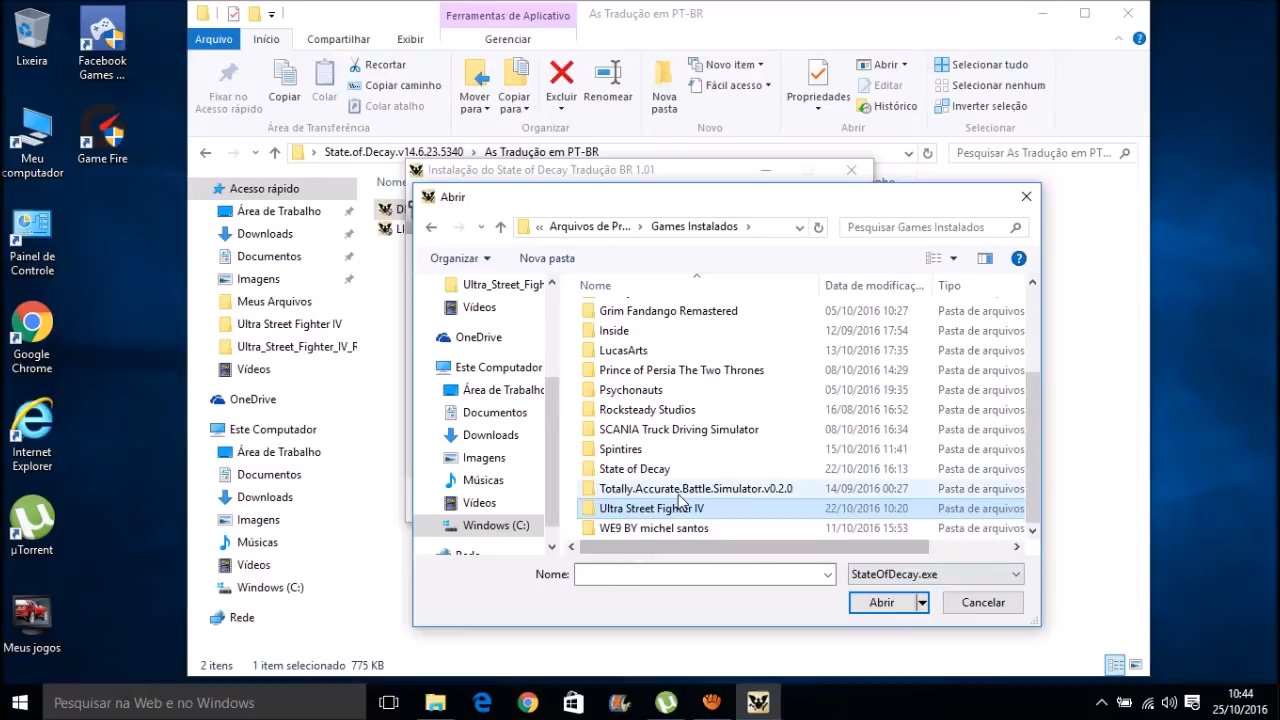 Lixeira
Facebook
Games ...
Meu
computador
Game Fire
Painel de
Controle
Google
Chrome
Internet
Explorer
µTorrent
Meus jogos
Ferramentas de Aplicativo
As Tradução em PT-BR
Arquivo
Início
Compartilhar
Exibir
Gerenciar
Fixar no
Acesso rápido
Copiar
Colar
Recortar
Copiar caminho
Colar atalho
Área de Transferência
Mover
para
Copiar
para
Excluir
Renomear
Organizar
Nova
pasta
Novo item
Fácil acesso
Novo
Propriedades
Abrir
Editar
Histórico
Abrir
Selecionar tudo
Selecionar nenhum
Inverter seleção
Selecionar
State.of.Decay.v14.6.23.5340
As Tradução em PT-BR
Pesquisar As Tradução em PT...
Acesso rápido
Área de Trabalho
Downloads
Documentos
Imagens
Meus Arquivos
Ultra Street Fighter IV
Ultra_Street_Fighter_IV_R
Vídeos
OneDrive
Este Computador
Área de Trabalho
Documentos
Downloads
Imagens
Músicas
Vídeos
Windows (C:)
Rede
2 itens
1 item selecionado 775 KB
Instalação do State of Decay Tradução BR 1.01
Abrir
« Arquivos de Pr... Games Instalados
Pesquisar Games Instalados
Organizar
Nova pasta
Ultra_Street_Figh
Vídeos
OneDrive
Este Computador
Área de Trabalho
Documentos
Downloads
Imagens
Músicas
Vídeos
Windows (C:)
Nome Data de modificaç... Tipo
Grim Fandango Remastered 05/10/2016 10:27 Pasta de arquivos
Inside 12/09/2016 17:54 Pasta de arquivos
LucasArts 13/10/2016 17:35 Pasta de arquivos
Prince of Persia The Two Thrones 08/10/2016 14:29 Pasta de arquivos
Psychonauts 05/10/2016 19:35 Pasta de arquivos
Rocksteady Studios 16/08/2016 16:52 Pasta de arquivos
SCANIA Truck Driving Simulator 08/10/2016 16:34 Pasta de arquivos
Spintires 15/10/2016 11:41 Pasta de arquivos
State of Decay 22/10/2016 16:13 Pasta de arquivos
Totally.Accurate.Battle.Simulator.v0.2.0 14/09/2016 00:27 Pasta de arquivos
Ultra Street Fighter IV 22/10/2016 10:20 Pasta de arquivos
WE9 BY michel santos 11/10/2016 15:53 Pasta de arquivos
Nome:
StateOfDecay.exe
Abrir
Cancelar
Pesquisar na Web e no Windows
10:44
25/10/2016